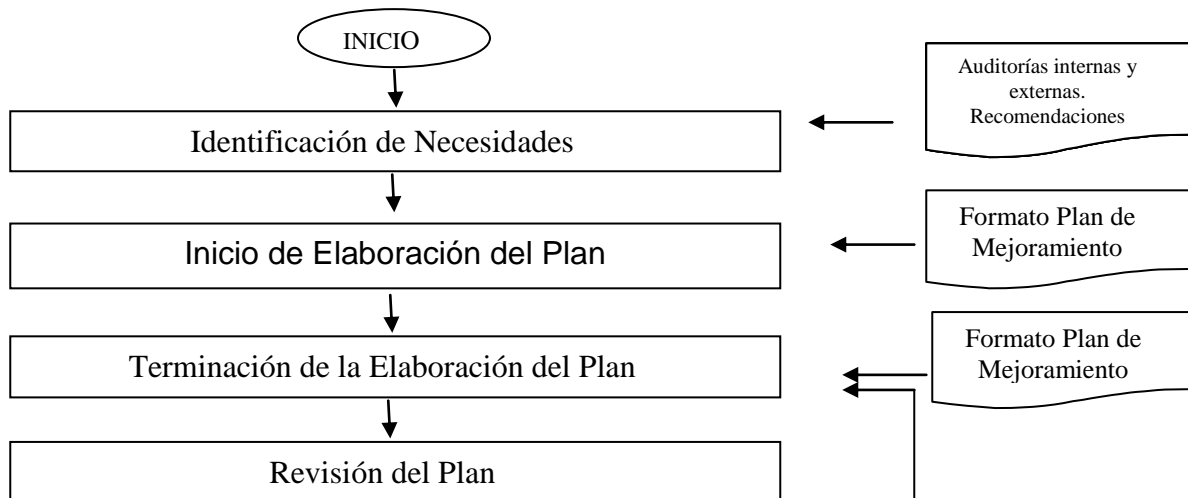 INICIO
Auditorías internas y
externas.
Recomendaciones
Identificación de Necesidades
Formato Plan de
Mejoramiento
Inicio de Elaboración del Plan
Formato Plan de
Mejoramiento
Terminación de la Elaboración del Plan
Revisión del Plan